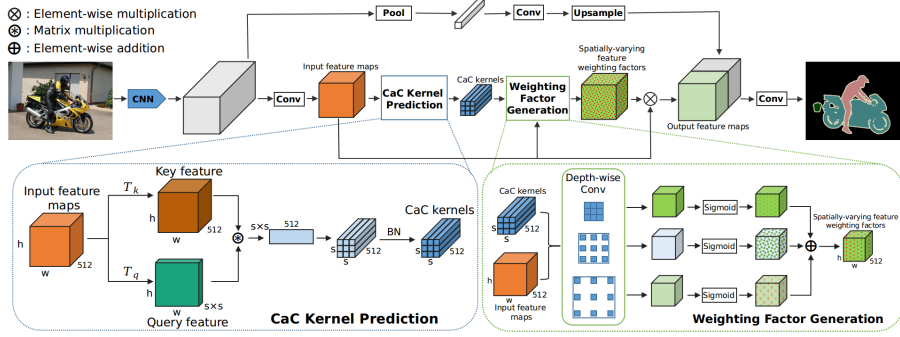 ⊗ : Element-wise multiplication
⊛ : Matrix multiplication
⊕ : Element-wise addition
Pool
Conv
Upsample
CNN
Conv
Input feature maps
CaC Kernel
Prediction
CaC kernels
Weighting
Factor
Generation
Spatially-varying
feature
weighting
factors
⊗
Output feature maps
Conv
Input feature
maps
h
w
512
T_k
T_q
Key feature
h
w
512
h
w
s×s
Query feature
⊛
s×s
512
s
s
512
BN
CaC kernels
s
s
512
CaC Kernel Prediction
CaC kernels
s
s
512
h
w
512
Input feature
maps
Depth-wise
Conv
Sigmoid
Sigmoid
Sigmoid
⊕
Spatially-varying feature
weighting factors
h
w
512
Weighting Factor Generation